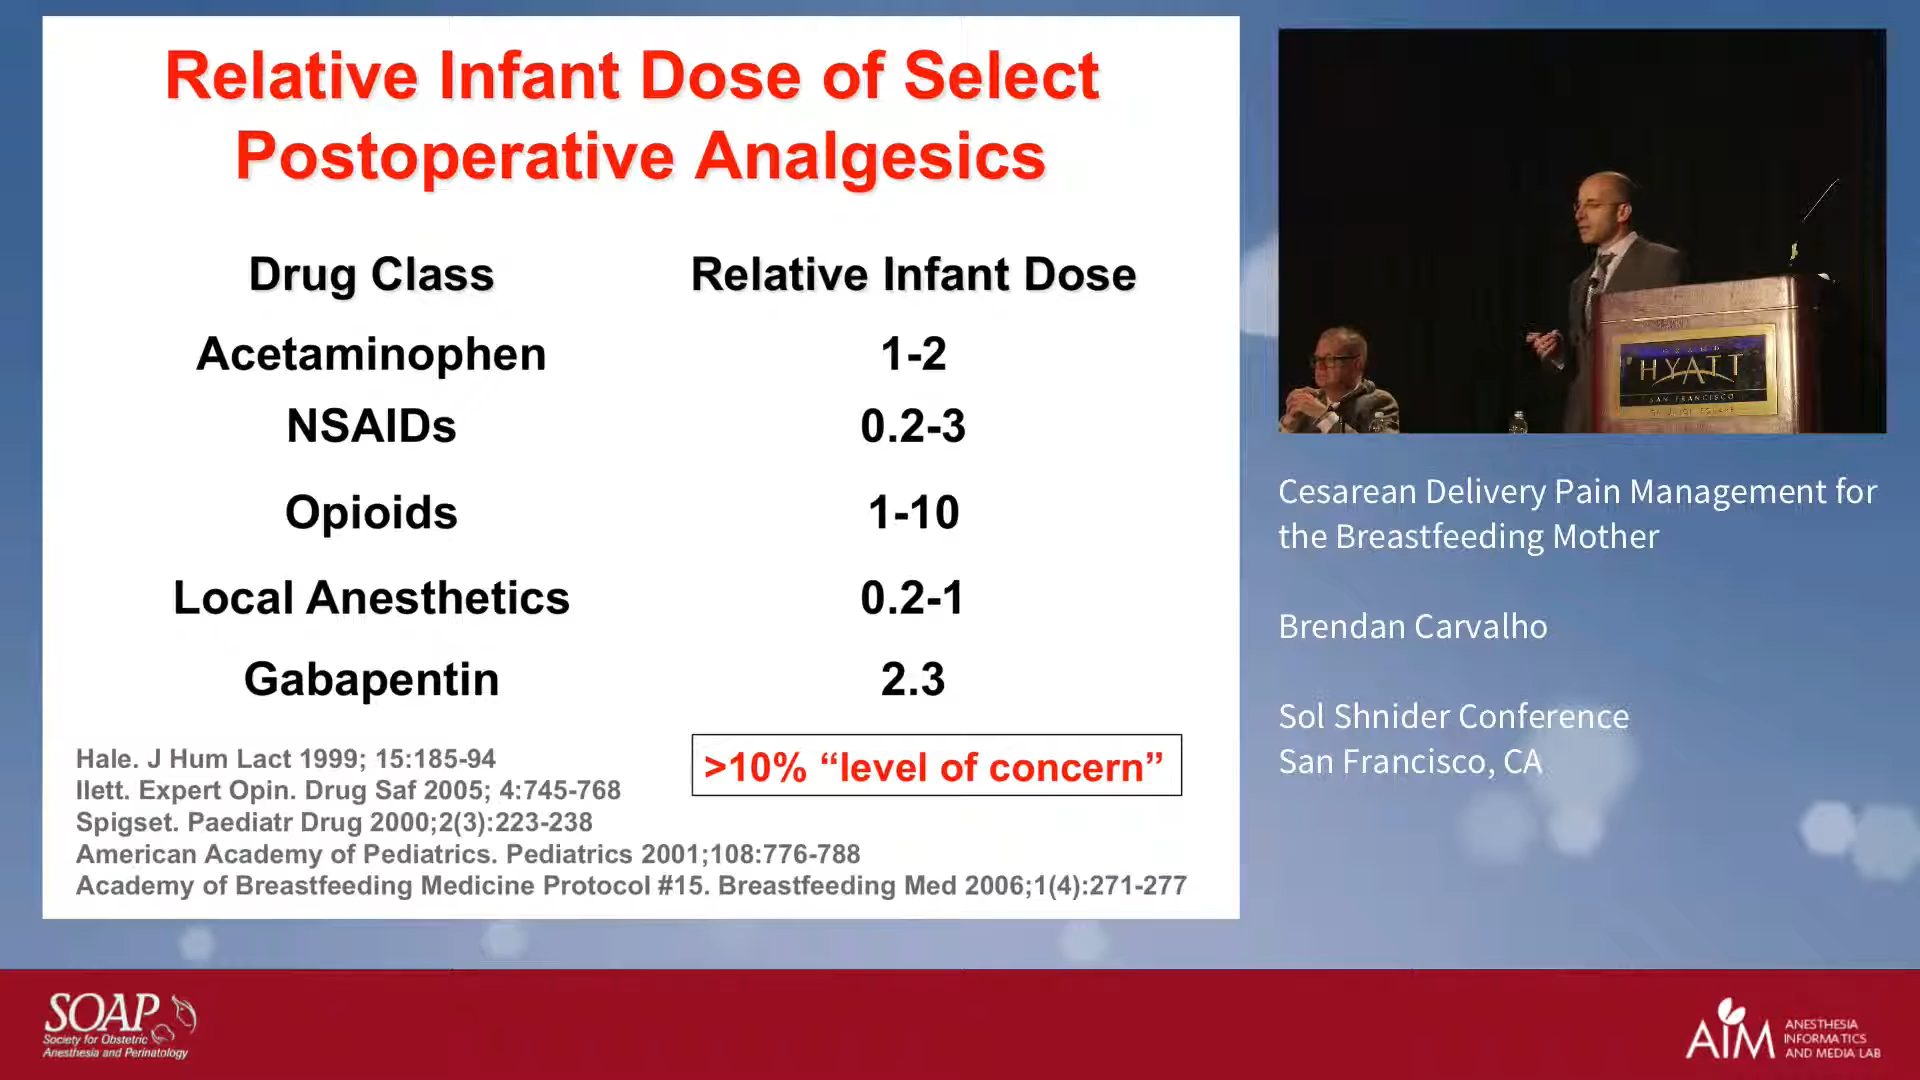 Relative Infant Dose of Select
Postoperative Analgesics
Drug Class Relative Infant Dose
Acetaminophen 1-2
NSAIDs 0.2-3
Opioids 1-10
Local Anesthetics 0.2-1
Gabapentin 2.3
>10% “level of concern”
Hale. J Hum Lact 1999; 15:185-94
Ilett. Expert Opin. Drug Saf 2005; 4:745-768
Spigset. Paediatr Drug 2000;2(3):223-238
American Academy of Pediatrics. Pediatrics 2001;108:776-788
Academy of Breastfeeding Medicine Protocol #15. Breastfeeding Med 2006;1(4):271-277
GRAND
HYATT
SAN FRANCISCO
Cesarean Delivery Pain Management for
the Breastfeeding Mother
Brendan Carvalho
Sol Shnider Conference
San Francisco, CA
SOAP
Society for Obstetric
Anesthesia and Perinatology
AIM
ANESTHESIA
INFORMATICS
AND MEDIA LAB